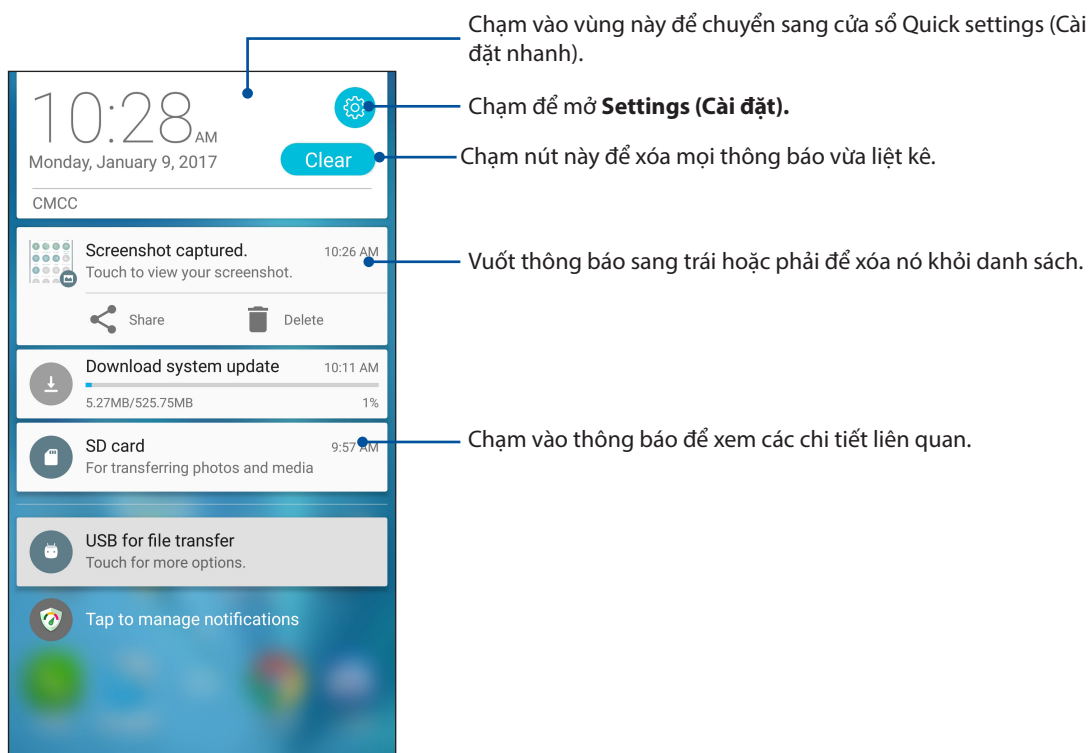 Chạm vào vùng này để chuyển sang cửa sổ Quick settings (Cài
đặt nhanh).
10:28 AM
Chạm để mở Settings (Cài đặt).
Monday, January 9, 2017
Clear
Chạm nút này để xóa mọi thông báo vừa liệt kê.
CMCC
Screenshot captured. 10:26 AM
Touch to view your screenshot.
Vuốt thông báo sang trái hoặc phải để xóa nó khỏi danh sách.
Share Delete
Download system update 10:11 AM
5.27MB/525.75MB 1%
SD card 9:57 AM
For transferring photos and media
Chạm vào thông báo để xem các chi tiết liên quan.
USB for file transfer
Touch for more options.
Tap to manage notifications